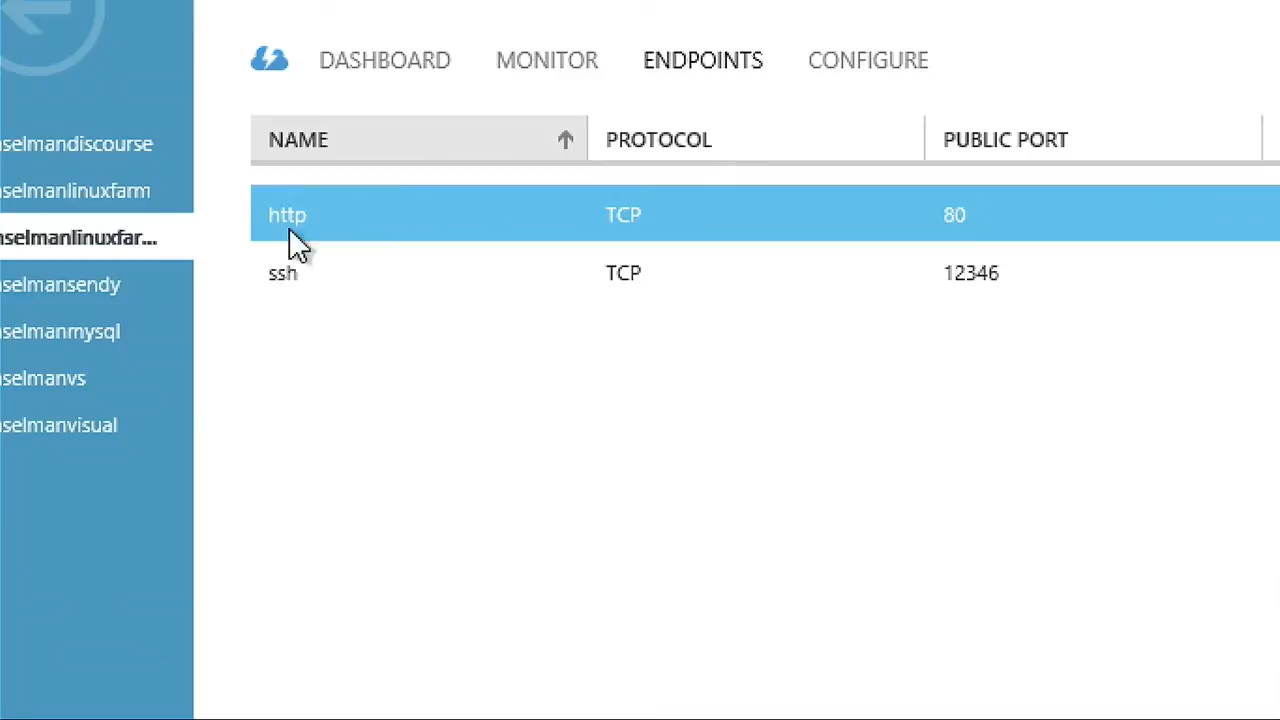 DASHBOARD MONITOR ENDPOINTS CONFIGURE
NAME PROTOCOL PUBLIC PORT
http TCP 80
ssh TCP 12346
selmandiscourse
selmanlinuxfarm
nselmanlinuxfar...
selmansendy
selmanmysql
selmanvs
selmanvisual